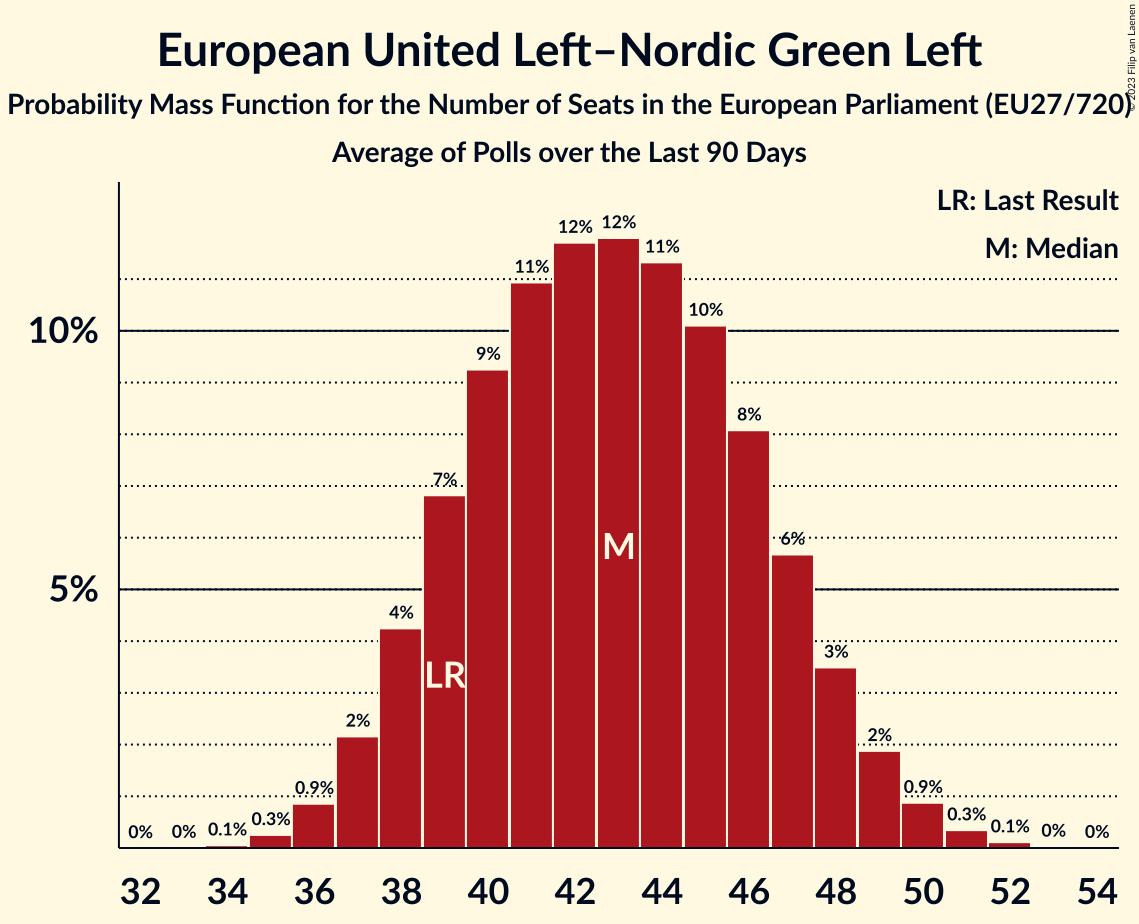 European United Left–Nordic Green Left
Probability Mass Function for the Number of Seats in the European Parliament (EU27/720)
Average of Polls over the Last 90 Days
© 2023 Filip van Laenen
LR: Last Result
M: Median
10%
5%
0% 0% 0.1% 0.3% 0.9% 2% 4% 7% 9% 11% 12% 12% 11% 10% 8% 6% 3% 2% 0.9% 0.3% 0.1% 0% 0%
M
LR
32 34 36 38 40 42 44 46 48 50 52 54